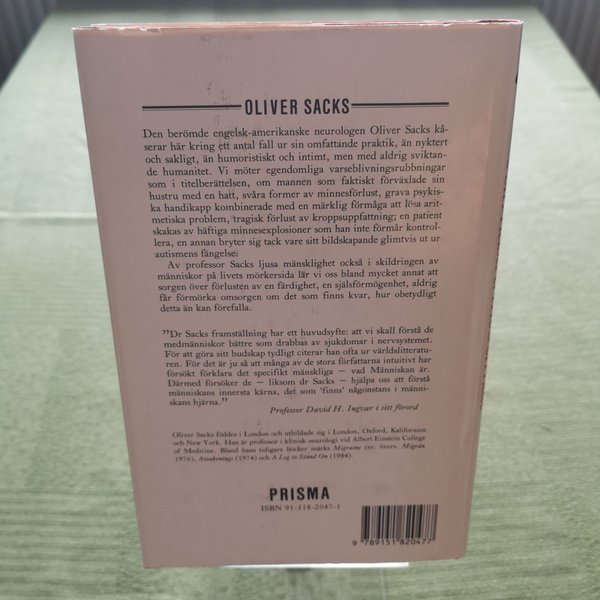 OLIVER SACKS
Den berömde engelsk-amerikanske neurologen Oliver Sacks kå-
serar här kring ett antal fall ur sin omfattande praktik, än nyktert
och sakligt, än humoristiskt och intimt, men med aldrig sviktan-
de humanitet. Vi möter egendomliga varseblivningsrubbningar
som i titelberättelsen, om mannen som faktiskt förväxlade sin
hustru med en hatt, svåra former av minnesförlust, grava psykis-
ka handikapp kombinerade med en märklig förmåga att lösa arit-
metiska problem, tragisk förlust av kroppsuppfattning; en patient
skakas av häftiga minnesexplosioner som han inte förmår kontrol-
lera, en annan bryter sig tack vare sitt bildskapande glimtvis ut ur
autismens fängelse;
Av professor Sacks ljusa mänsklighet också i skildringen av
människor på livets mörkersida lär vi oss bland mycket annat att
sorgen över förlusten av en färdighet, en själsförmögenhet, aldrig
får förmörka omsorgen om det som finns kvar, hur obetydligt
detta än kan förefalla.
"Dr Sacks framställning har ett huvudsyfte: att vi skall förstå de
medmänniskor bättre som drabbas av sjukdomar i nervsystemet.
För att göra sitt budskap tydligt citerar han ofta ur världslitteratu-
ren. För det är ju så att många av de stora författarna intuitivt har
försökt förklara det specifikt mänskliga – vad Människan är.
Därmed försöker de – liksom dr Sacks – hjälpa oss att förstå
människans innersta kärna, det som 'finns' någonstans i männi-
skans hjärna."
Professor David H. Ingvar i sitt förord
Oliver Sacks föddes i London och utbildade sig i London, Oxford, Kalifornien
och New York. Han är professor i klinisk neurologi vid Albert Einstein College
of Medicine. Bland hans tidigare böcker märks Migraine (sv. övers. Migrän
1976), Awakenings (1974) och A Leg to Stand On (1984).
PRISMA
ISBN 91-518-2047-1
9 789151 820477